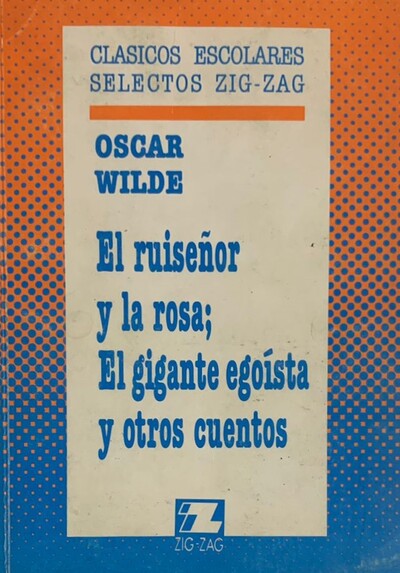 CLASICOS ESCOLARES
SELECTOS ZIG-ZAG
OSCAR
WILDE
El ruiseñor
y la rosa;
El gigante egoísta
y otros cuentos
ZIG-ZAG